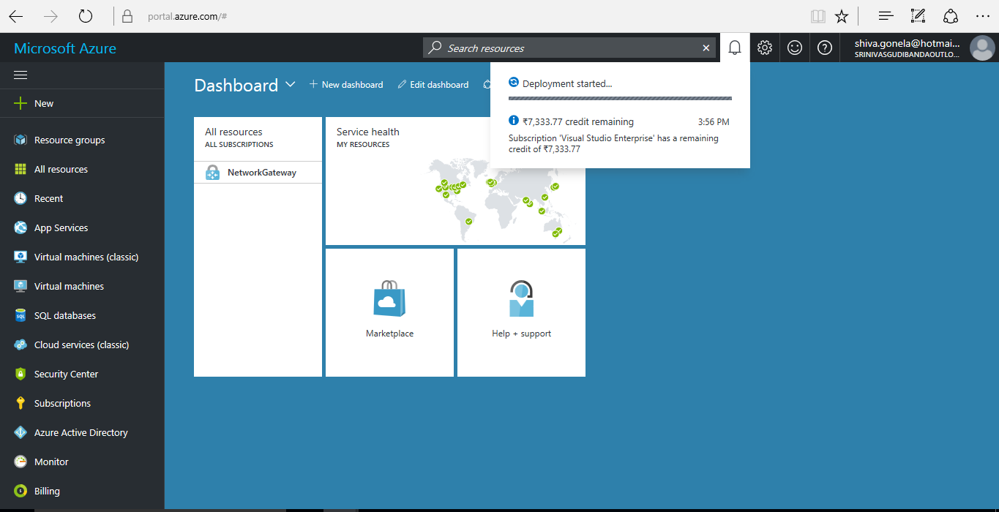 portal.azure.com/#
Microsoft Azure
Search resources
shiva.gonela@hotmai...
SRINIVASGUDIBANDAOUTLO...
New
Resource groups
All resources
Recent
App Services
Virtual machines (classic)
Virtual machines
SQL databases
Cloud services (classic)
Security Center
Subscriptions
Azure Active Directory
Monitor
Billing
Dashboard
New dashboard
Edit dashboard
Deployment started...
₹7,333.77 credit remaining 3:56 PM
Subscription 'Visual Studio Enterprise' has a remaining
credit of ₹7,333.77
All resources
ALL SUBSCRIPTIONS
NetworkGateway
Service health
MY RESOURCES
Marketplace
Help + support